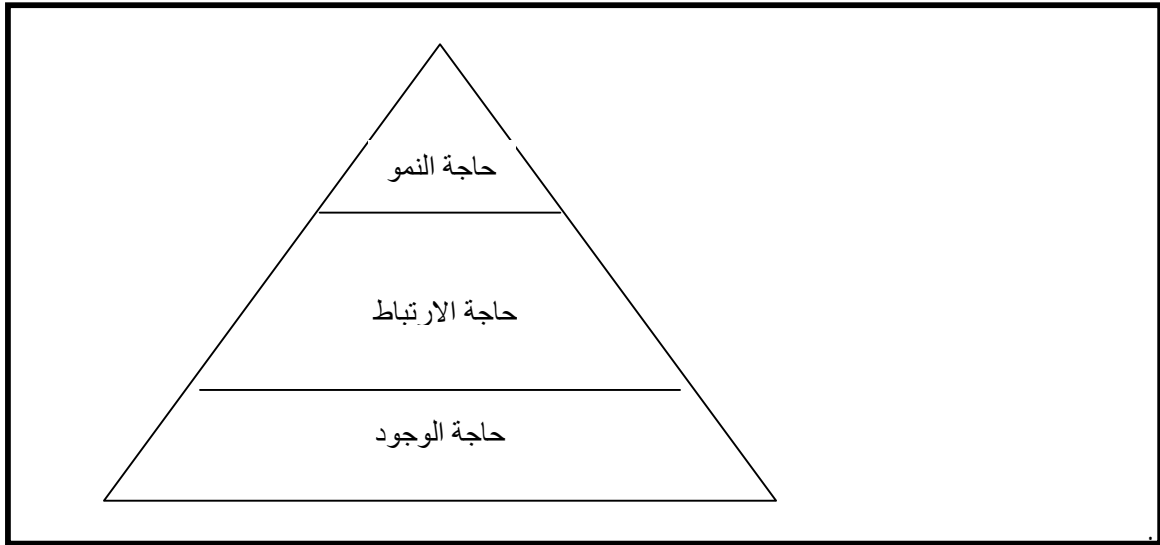 حاجة النمو
حاجة الارتباط
حاجة الوجود
.